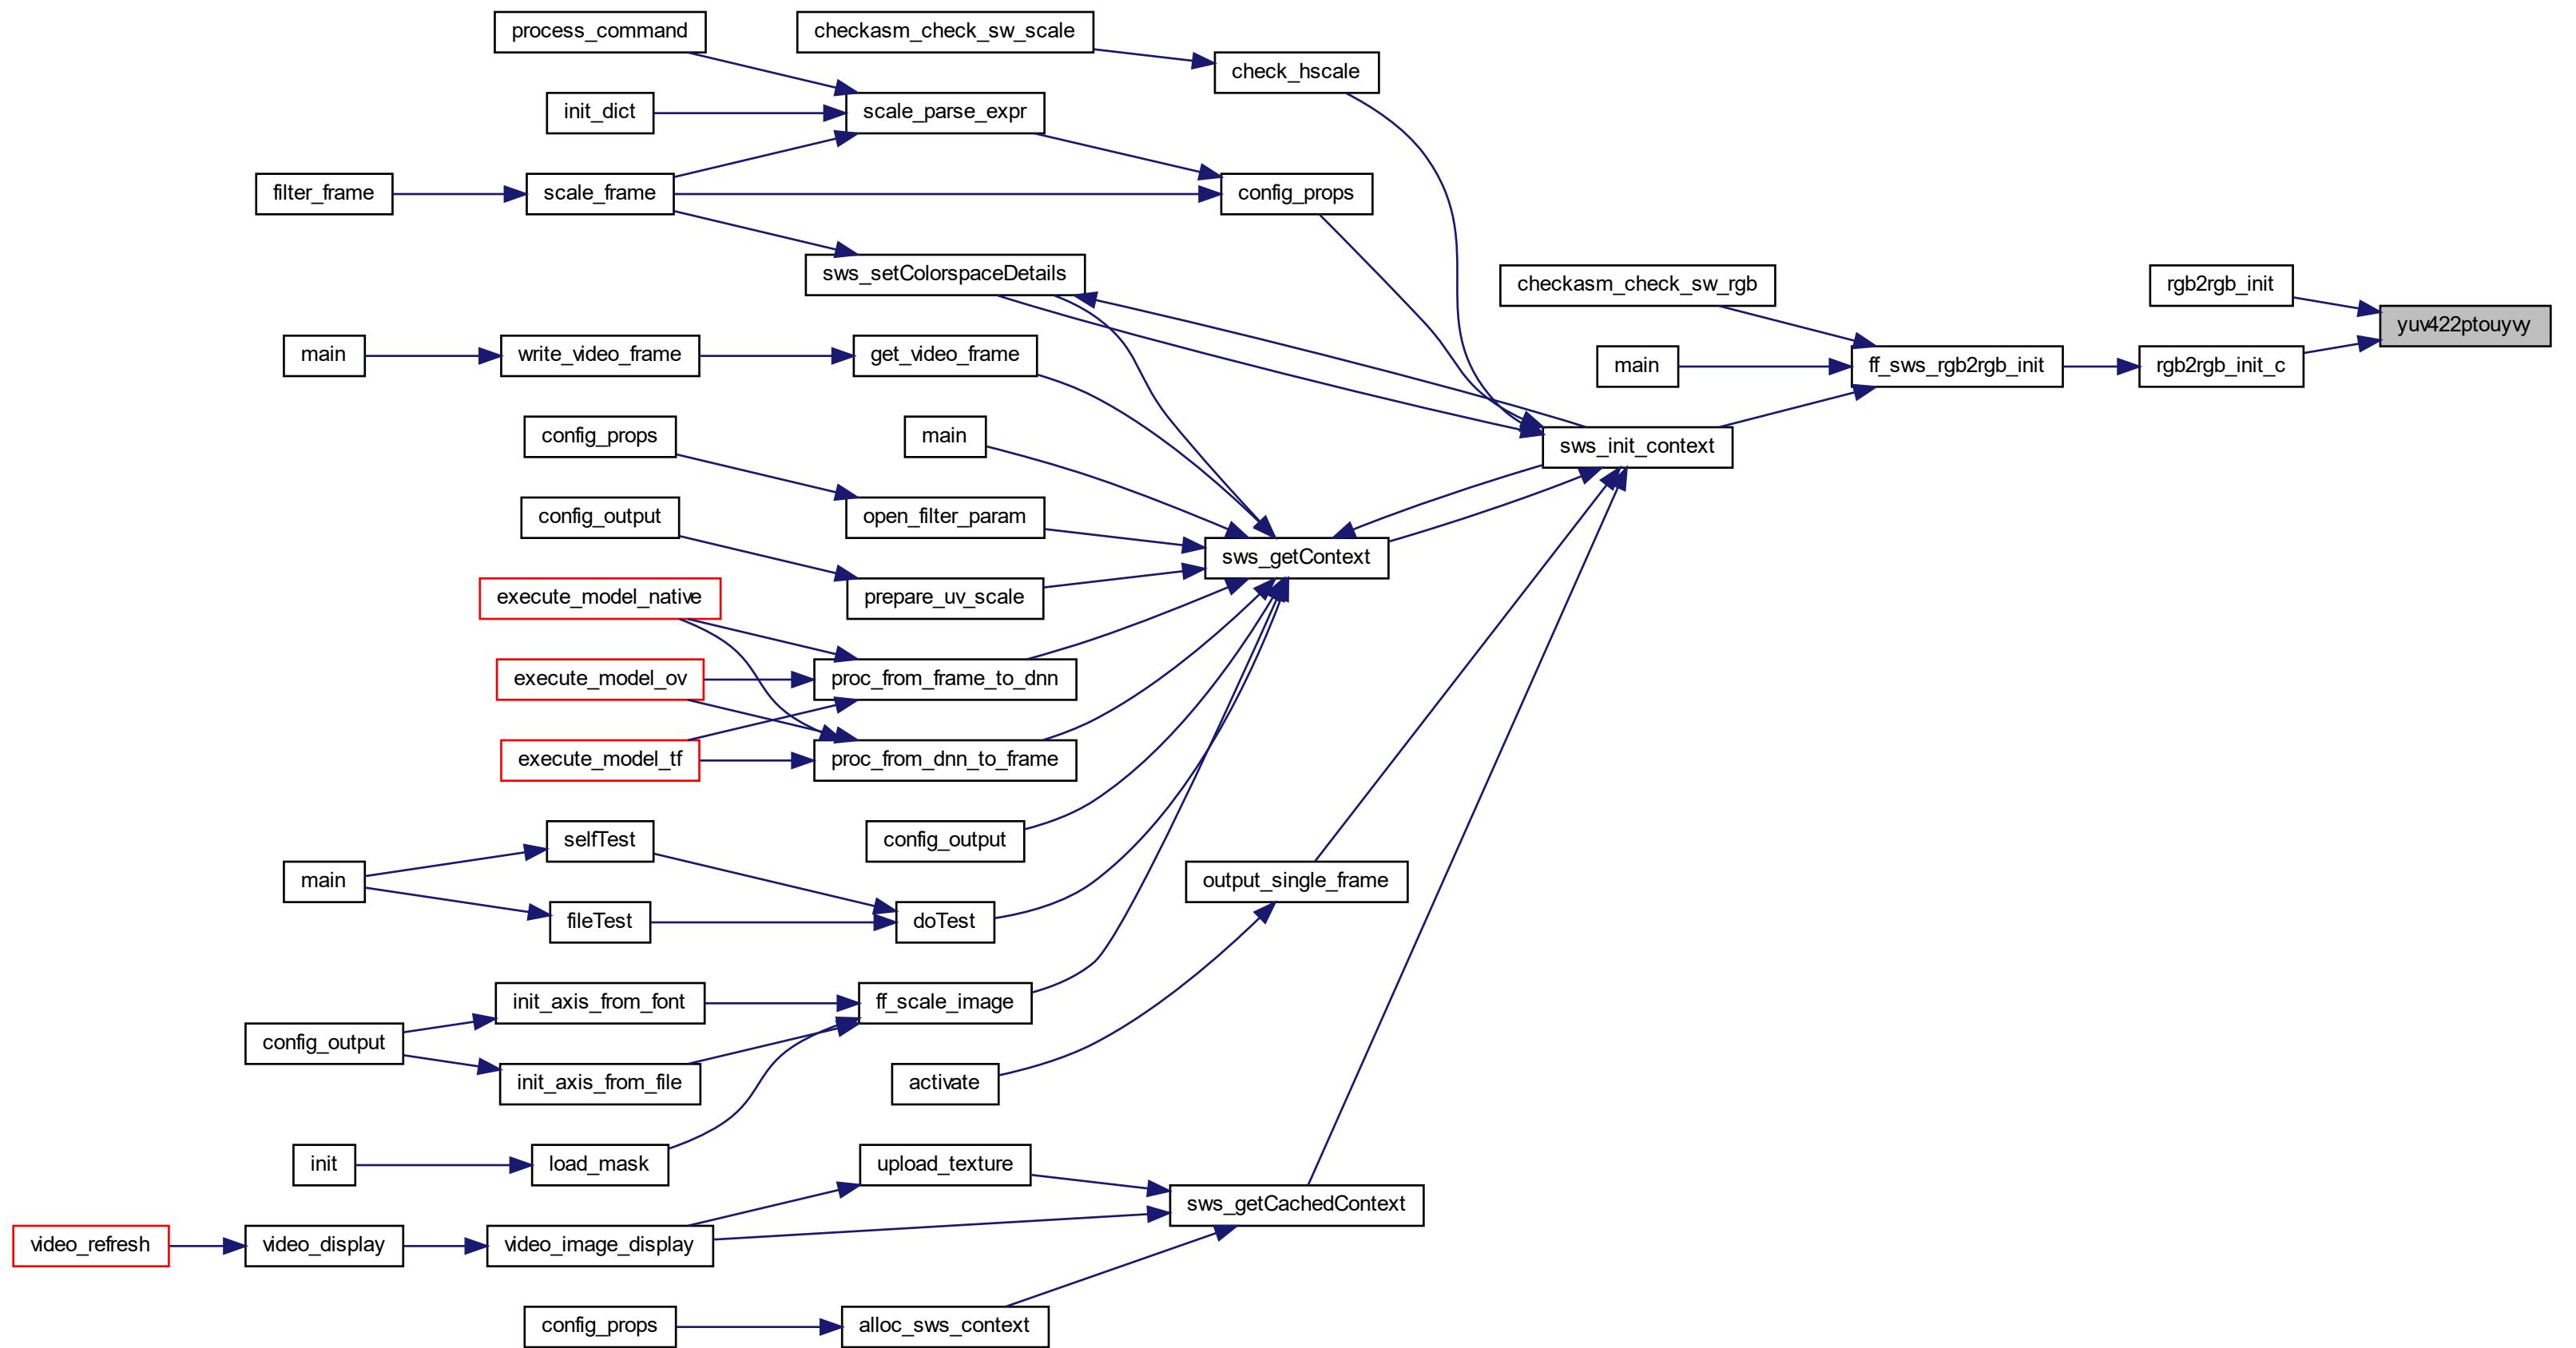 process_command
checkasm_check_sw_scale
check_hscale
init_dict
scale_parse_expr
filter_frame
scale_frame
config_props
sws_setColorspaceDetails
checkasm_check_sw_rgb
rgb2rgb_init
yuv422ptouyvy
main
write_video_frame
get_video_frame
main
ff_sws_rgb2rgb_init
rgb2rgb_init_c
config_props
main
sws_init_context
config_output
open_filter_param
sws_getContext
execute_model_native
prepare_uv_scale
execute_model_ov
proc_from_frame_to_dnn
execute_model_tf
proc_from_dnn_to_frame
selfTest
config_output
main
output_single_frame
fileTest
doTest
init_axis_from_font
ff_scale_image
config_output
init_axis_from_file
activate
init
load_mask
upload_texture
sws_getCachedContext
video_refresh
video_display
video_image_display
config_props
alloc_sws_context